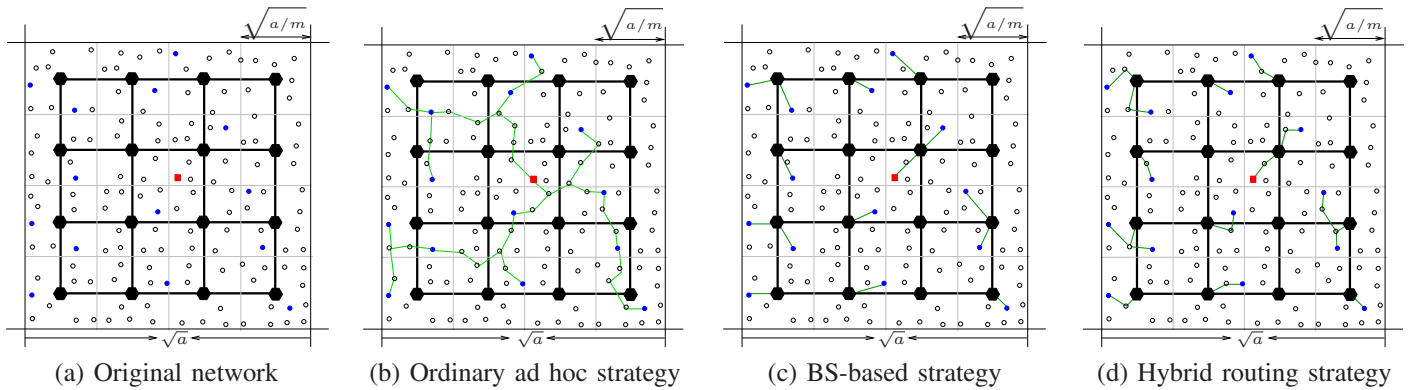 √a/m √a/m √a/m √a/m
√a √a √a √a
(a) Original network (b) Ordinary ad hoc strategy (c) BS-based strategy (d) Hybrid routing strategy